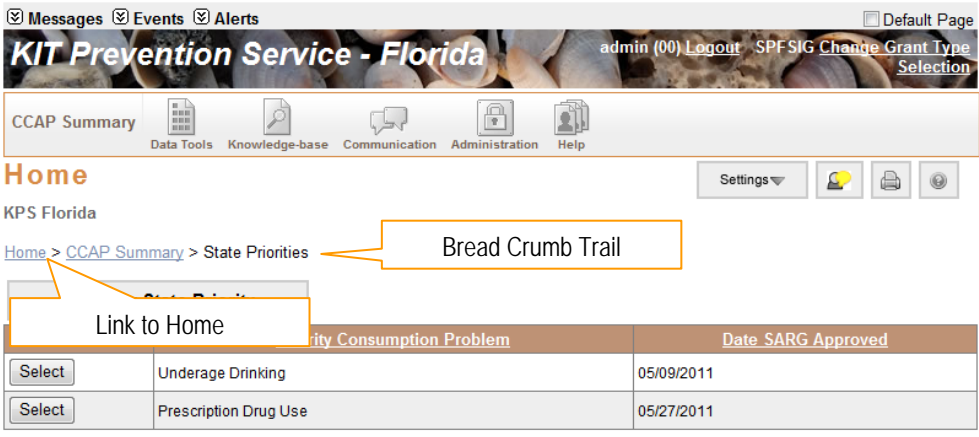 Messages Events Alerts Default Page
KIT Prevention Service - Florida admin (00) Logout SPFSIG Change Grant Type Selection
CCAP Summary Data Tools Knowledge-base Communication Administration Help
Home Settings
KPS Florida
Home > CCAP Summary > State Priorities Bread Crumb Trail
Link to Home
Consumption Problem Date SARG Approved
Select Underage Drinking 05/09/2011
Select Prescription Drug Use 05/27/2011